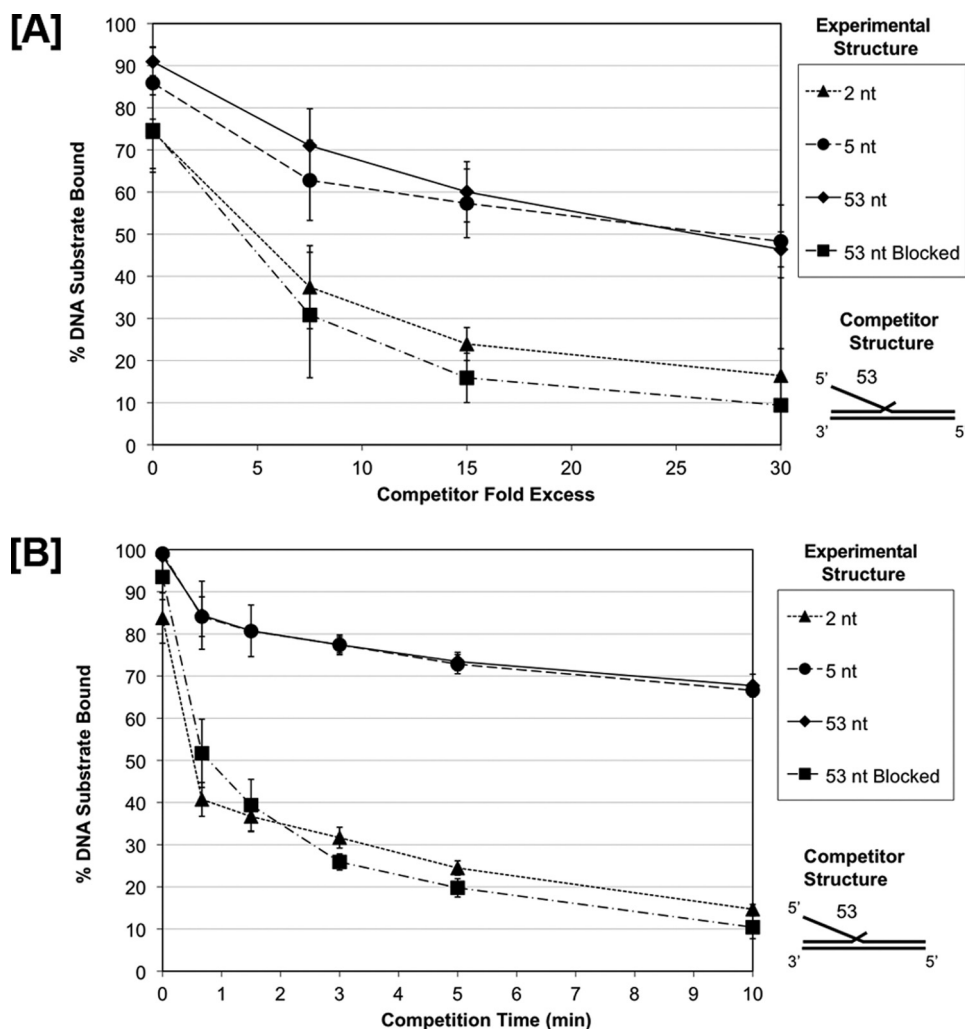 [A]
100
90
80
70
60
50
40
30
20
10
0
% DNA Substrate Bound
0 5 10 15 20 25 30
Competitor Fold Excess
Experimental
Structure
2 nt
5 nt
53 nt
53 nt Blocked
Competitor
Structure
5’ 53
3’ 5
[B]
100
90
80
70
60
50
40
30
20
10
0
% DNA Substrate Bound
0 1 2 3 4 5 6 7 8 9 10
Competition Time (min)
Experimental
Structure
2 nt
5 nt
53 nt
53 nt Blocked
Competitor
Structure
5’ 53
3’ 5’